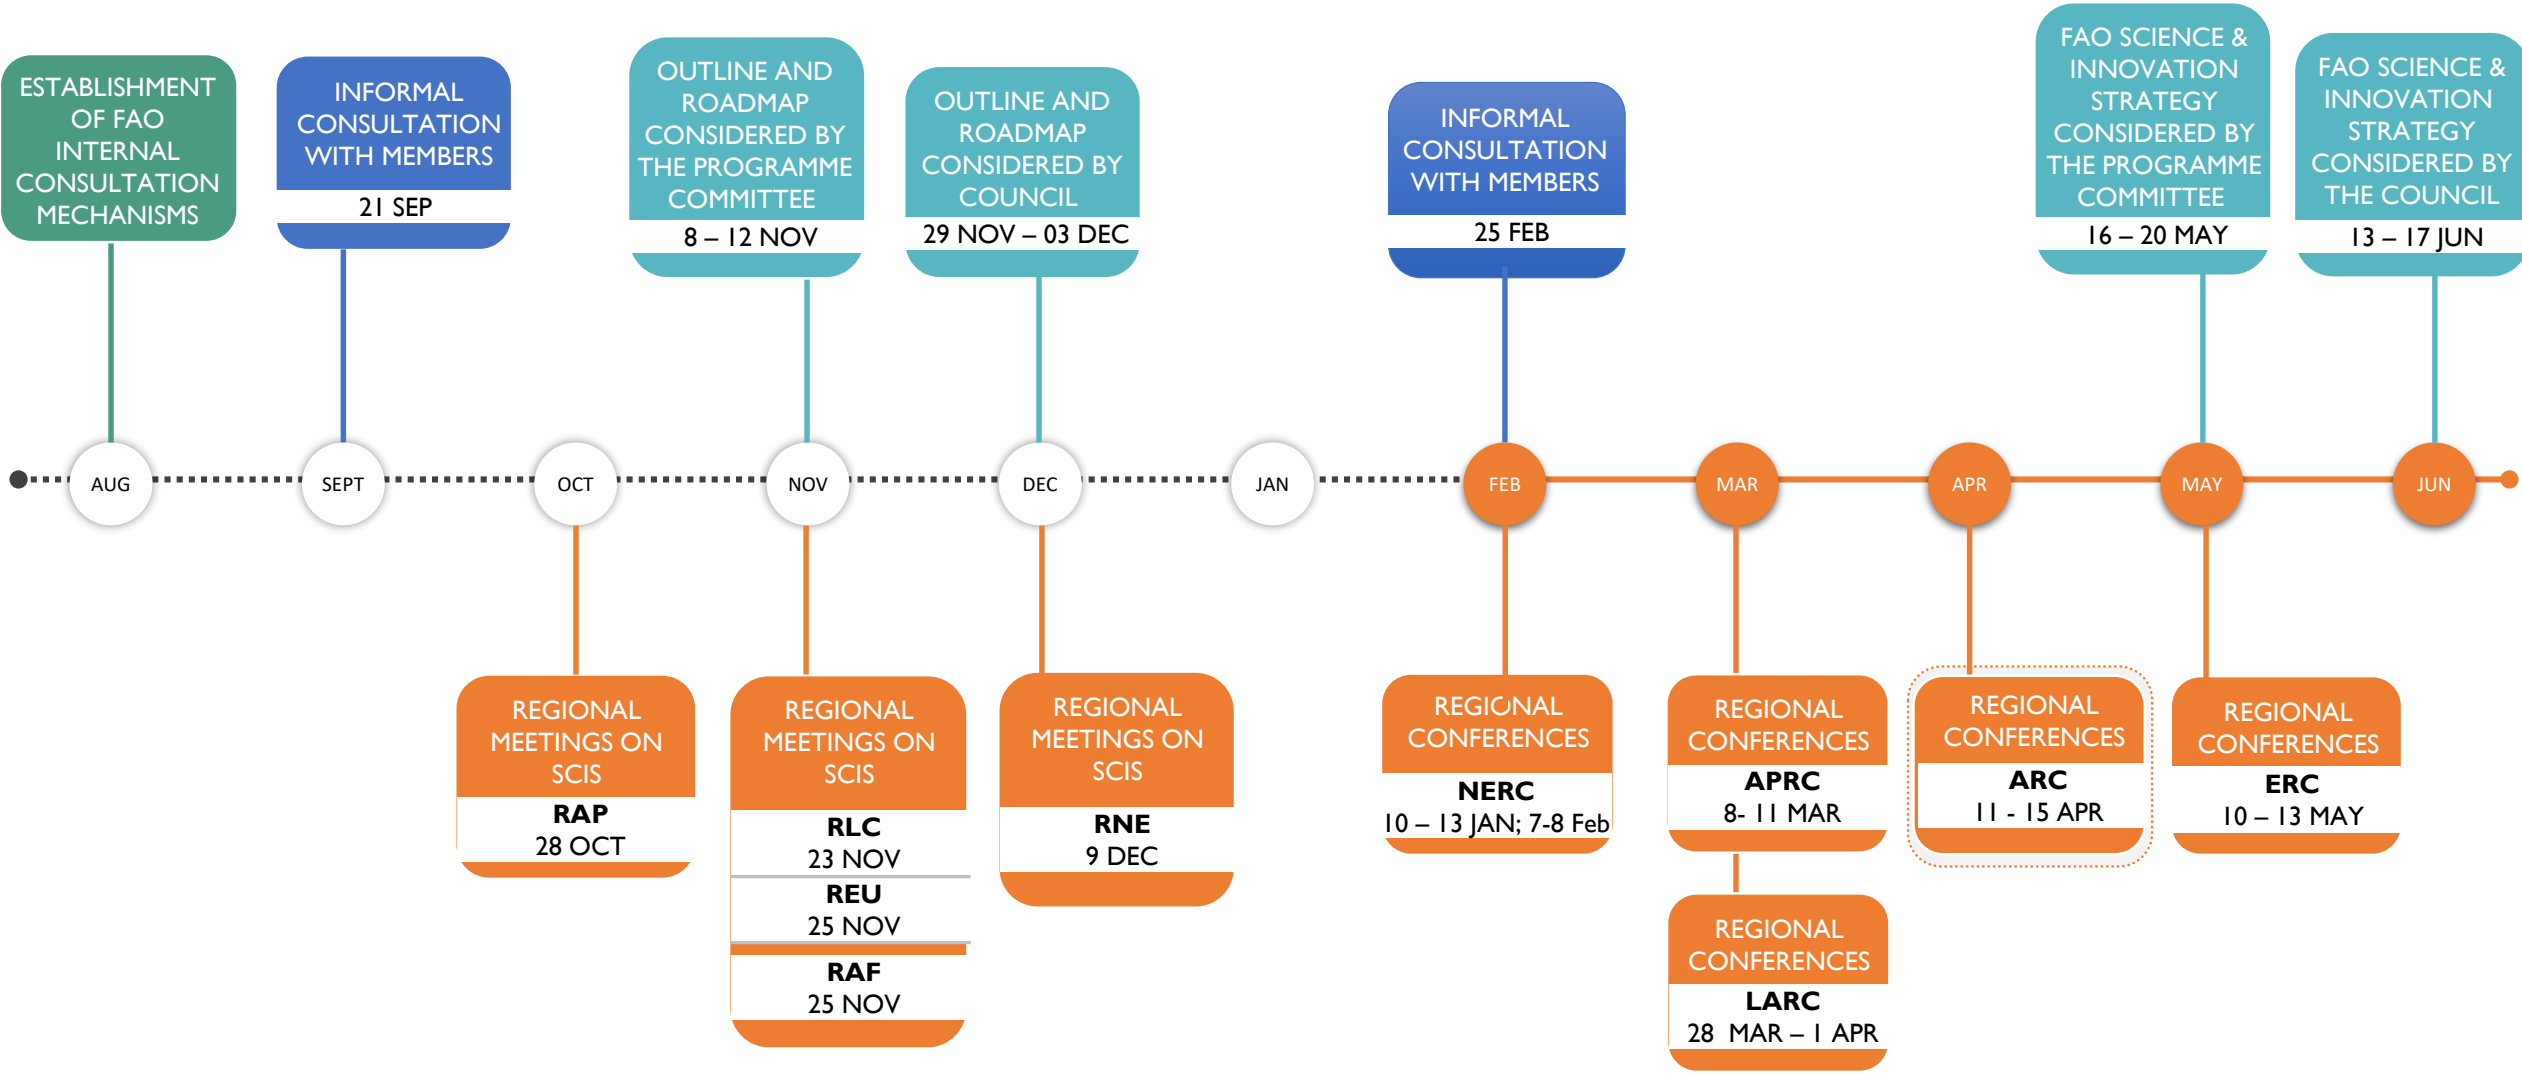 ESTABLISHMENT
OF FAO
INTERNAL
CONSULTATION
MECHANISMS
INFORMAL
CONSULTATION
WITH MEMBERS
21 SEP
OUTLINE AND
ROADMAP
CONSIDERED BY
THE PROGRAMME
COMMITTEE
8 – 12 NOV
OUTLINE AND
ROADMAP
CONSIDERED BY
COUNCIL
29 NOV – 03 DEC
INFORMAL
CONSULTATION
WITH MEMBERS
25 FEB
FAO SCIENCE &
INNOVATION
STRATEGY
CONSIDERED BY
THE PROGRAMME
COMMITTEE
16 – 20 MAY
FAO SCIENCE &
INNOVATION
STRATEGY
CONSIDERED BY
THE COUNCIL
13 – 17 JUN
AUG
SEPT
OCT
NOV
DEC
JAN
FEB
MAR
APR
MAY
JUN
REGIONAL
MEETINGS ON
SCIS
RAP
28 OCT
REGIONAL
MEETINGS ON
SCIS
RLC
23 NOV
REU
25 NOV
RAF
25 NOV
REGIONAL
MEETINGS ON
SCIS
RNE
9 DEC
REGIONAL
CONFERENCES
NERC
10 – 13 JAN; 7-8 Feb
REGIONAL
CONFERENCES
APRC
8- 11 MAR
REGIONAL
CONFERENCES
LARC
28 MAR – 1 APR
REGIONAL
CONFERENCES
ARC
11 - 15 APR
REGIONAL
CONFERENCES
ERC
10 – 13 MAY